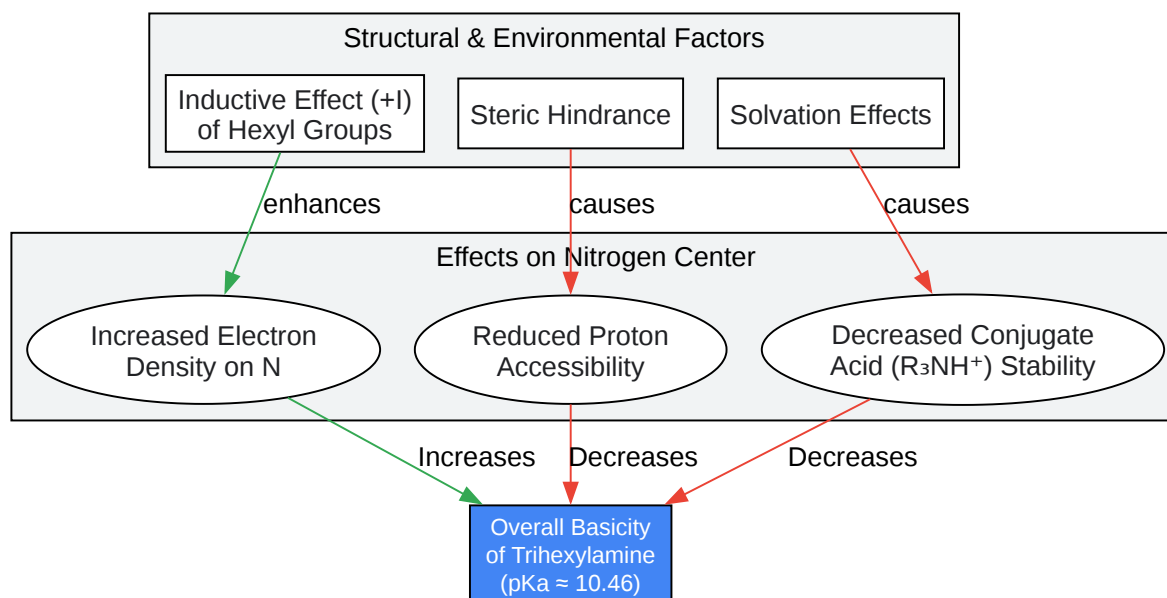 Structural & Environmental Factors
Inductive Effect (+I)
of Hexyl Groups
Steric Hindrance
Solvation Effects
enhances
causes
causes
Effects on Nitrogen Center
Increased Electron
Density on N
Reduced Proton
Accessibility
Decreased Conjugate
Acid (R₃NH⁺) Stability
Increases
Decreases
Decreases
Overall Basicity
of Trihexylamine
(pKa ≈ 10.46)